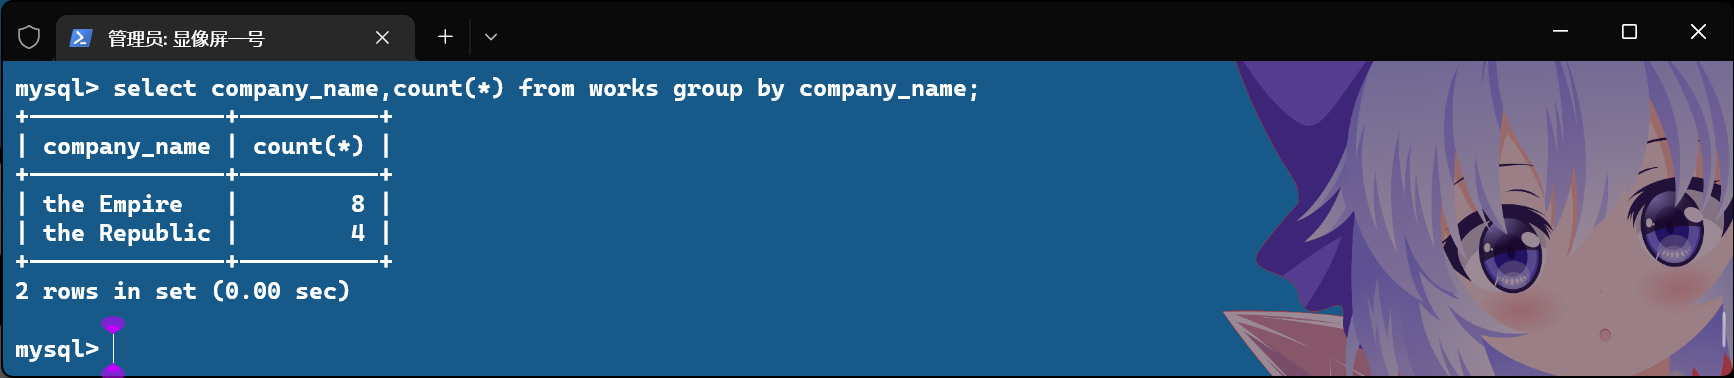 管理员: 显像屏一号
mysql> select company_name,count(*) from works group by company_name;
+--------------+----------+
| company_name | count(*) |
+--------------+----------+
| the Empire   |        8 |
| the Republic |        4 |
+--------------+----------+
2 rows in set (0.00 sec)
mysql>